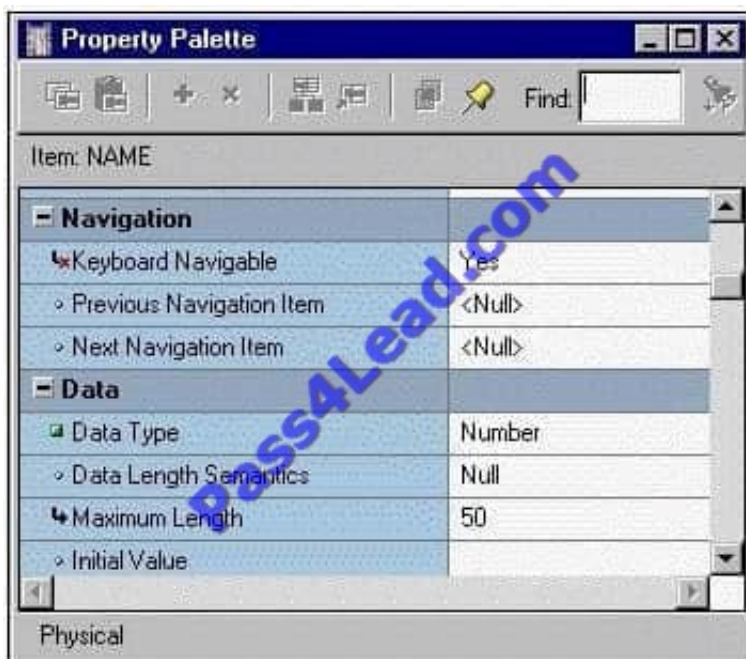 Property Palette
Find:
Item: NAME
Navigation
Keyboard Navigable Yes
Previous Navigation Item <Null>
Next Navigation Item <Null>
Data
Data Type Number
Data Length Semantics Null
Maximum Length 50
Initial Value
Physical
Pass4Lead.com